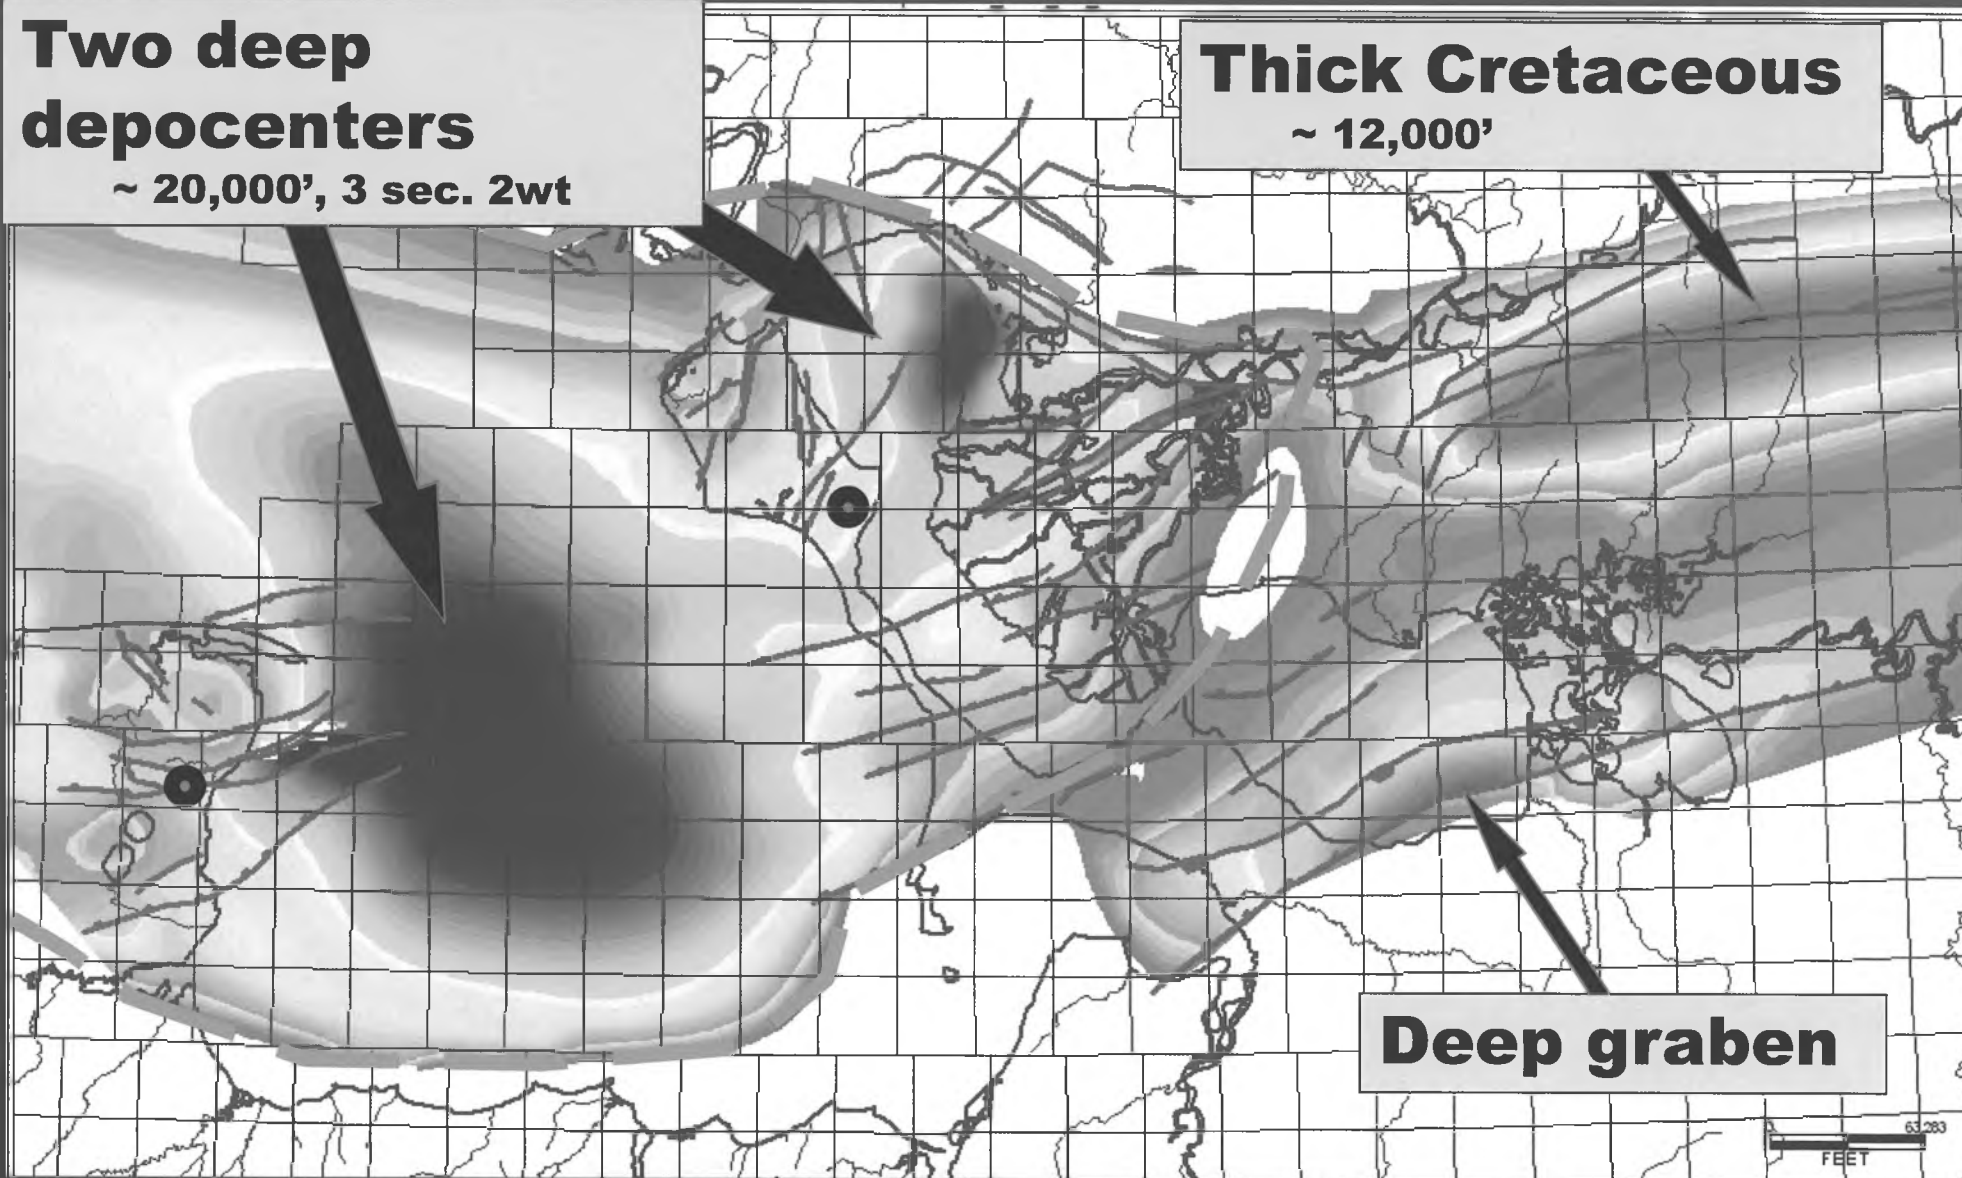 Two deep
depocenters
~ 20,000’, 3 sec. 2wt
Thick Cretaceous
~ 12,000’
Deep graben
63,283
FEET